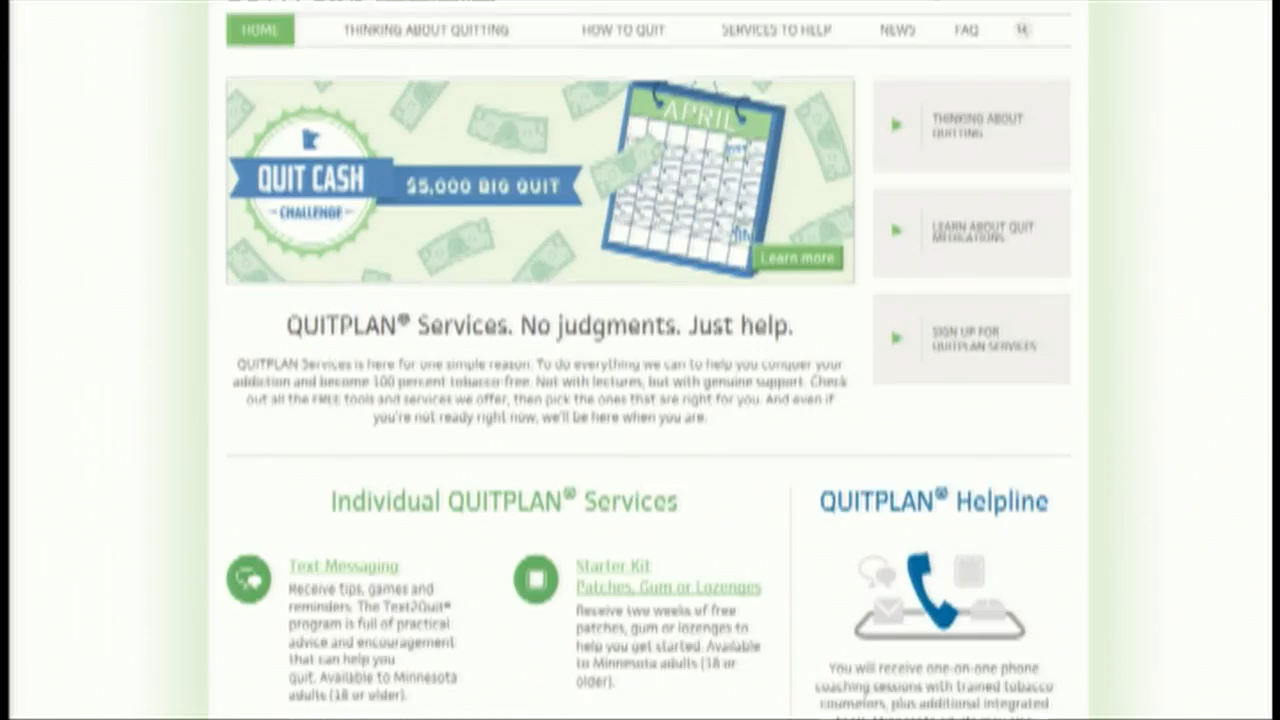 HOME THINKING ABOUT QUITTING HOW TO QUIT SERVICES TO HELP NEWS FAQ
APRIL
QUIT CASH
CHALLENGE
$5,000 BIG QUIT
Learn more
THINKING ABOUT
QUITTING
LEARN ABOUT QUIT
MEDICATIONS
SIGN UP FOR
QUITPLAN SERVICES
QUITPLAN® Services. No judgments. Just help.
QUITPLAN Services is here for one simple reason. To do everything we can to help you conquer your
addiction and become 100 percent tobacco-free. Not with lectures, but with genuine support. Check
out all the FREE tools and services we offer, then pick the ones that are right for you. And even if
you're not ready right now, we'll be here when you are.
Individual QUITPLAN® Services
Text Messaging
Receive tips, games and
reminders. The Text2Quit®
program is full of practical
advice and encouragement
that can help you
quit. Available to Minnesota
adults (18 or older).
Starter Kit
Patches, Gum or Lozenges
Receive two weeks of free
patches, gum or lozenges to
help you get started. Available
to Minnesota adults (18 or
older).
QUITPLAN® Helpline
You will receive one-on-one phone
coaching sessions with trained tobacco
counselors, plus additional integrated